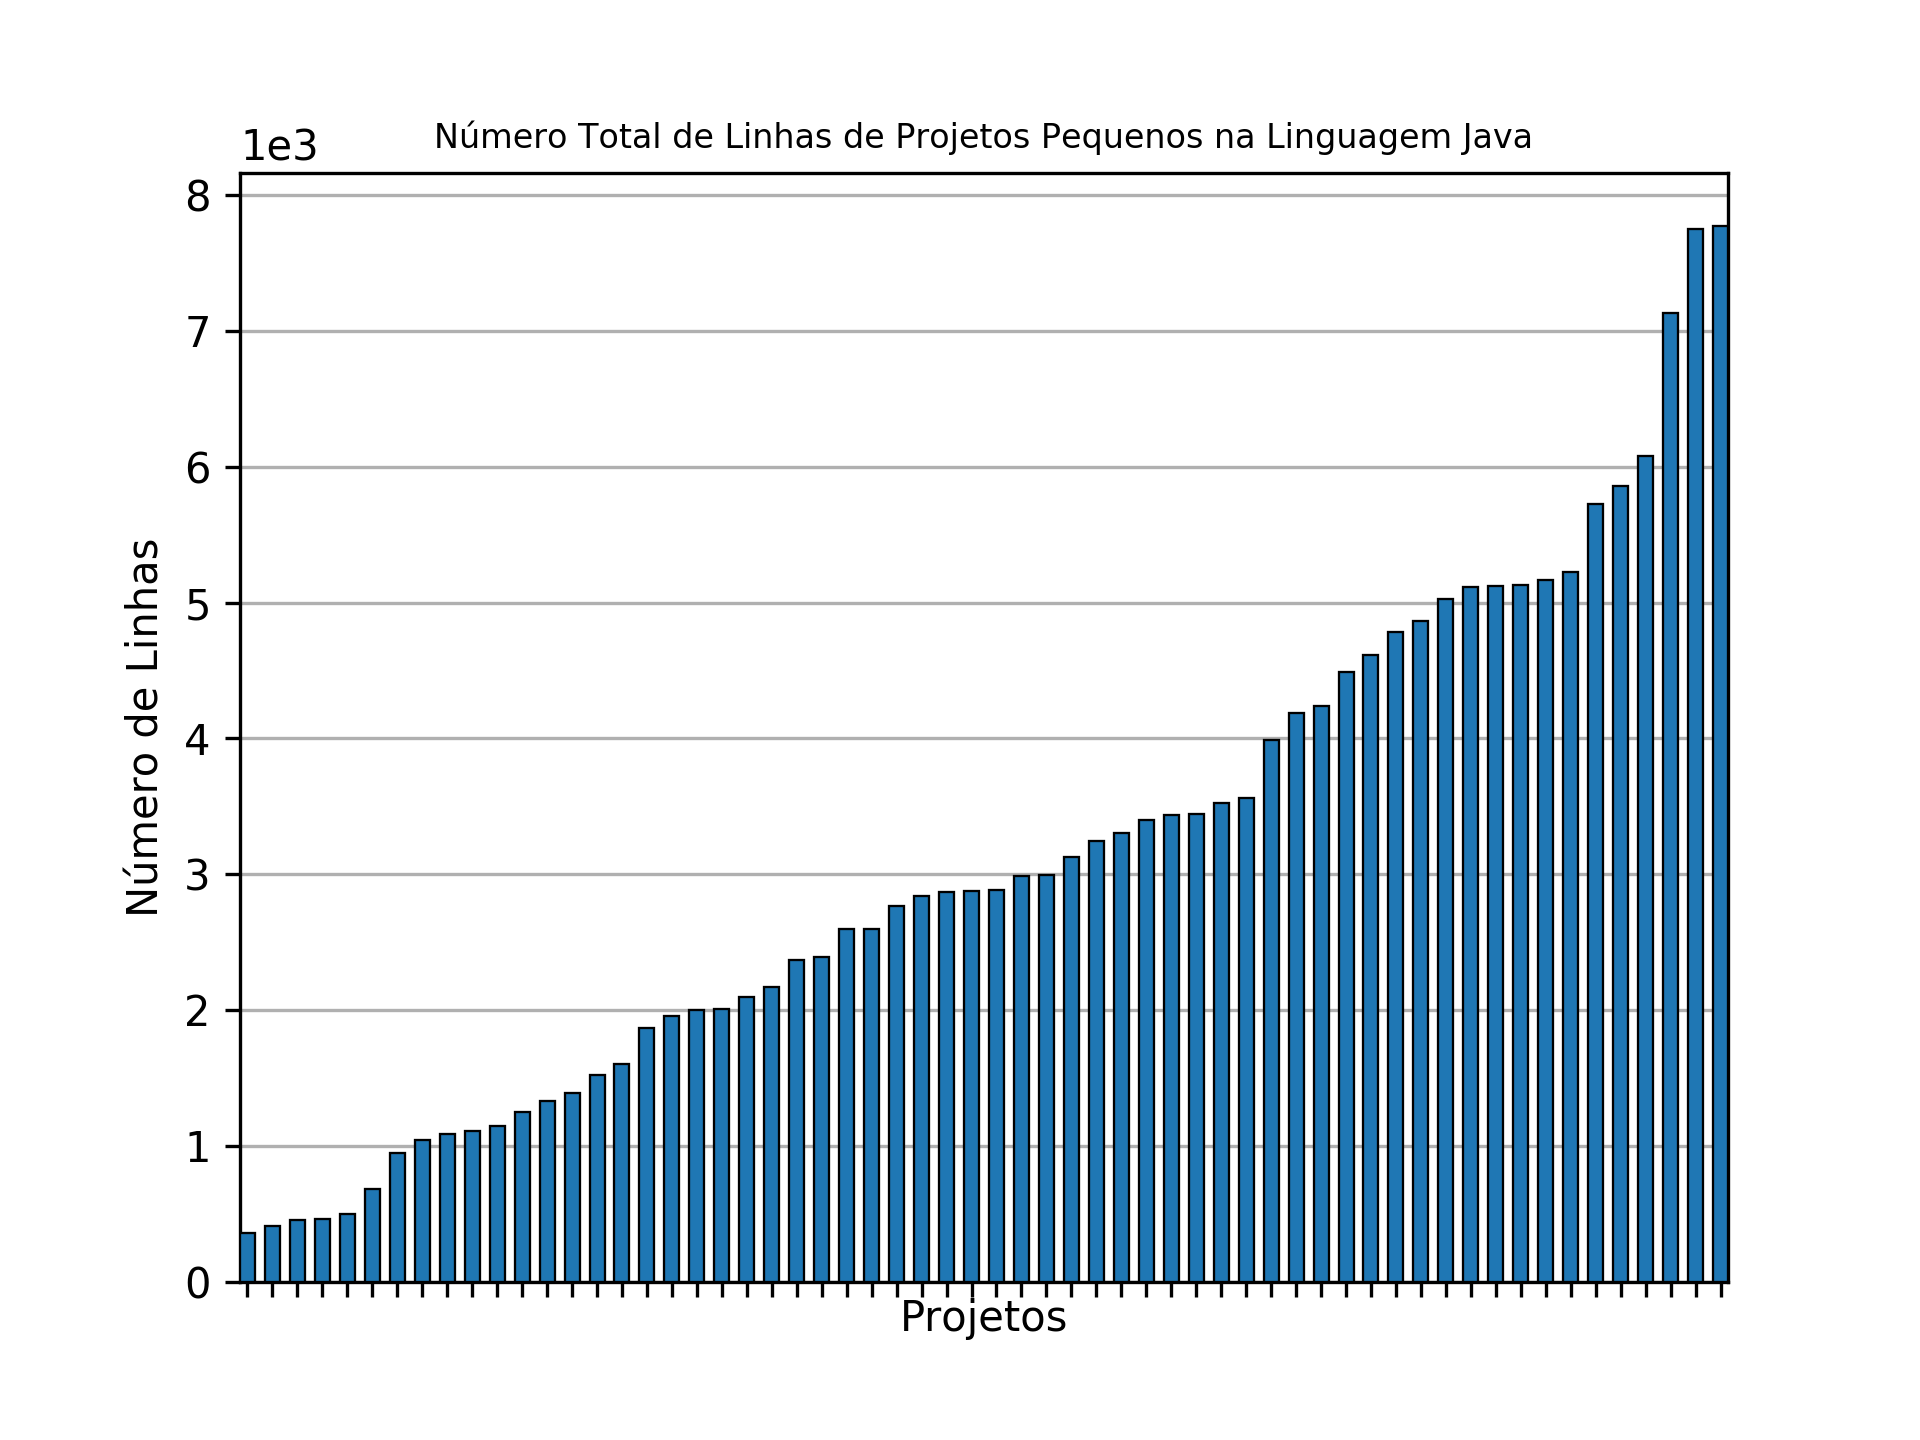 Número Total de Linhas de Projetos Pequenos na Linguagem Java
1e3
8
7
6
5
4
3
2
1
0
Número de Linhas
Projetos